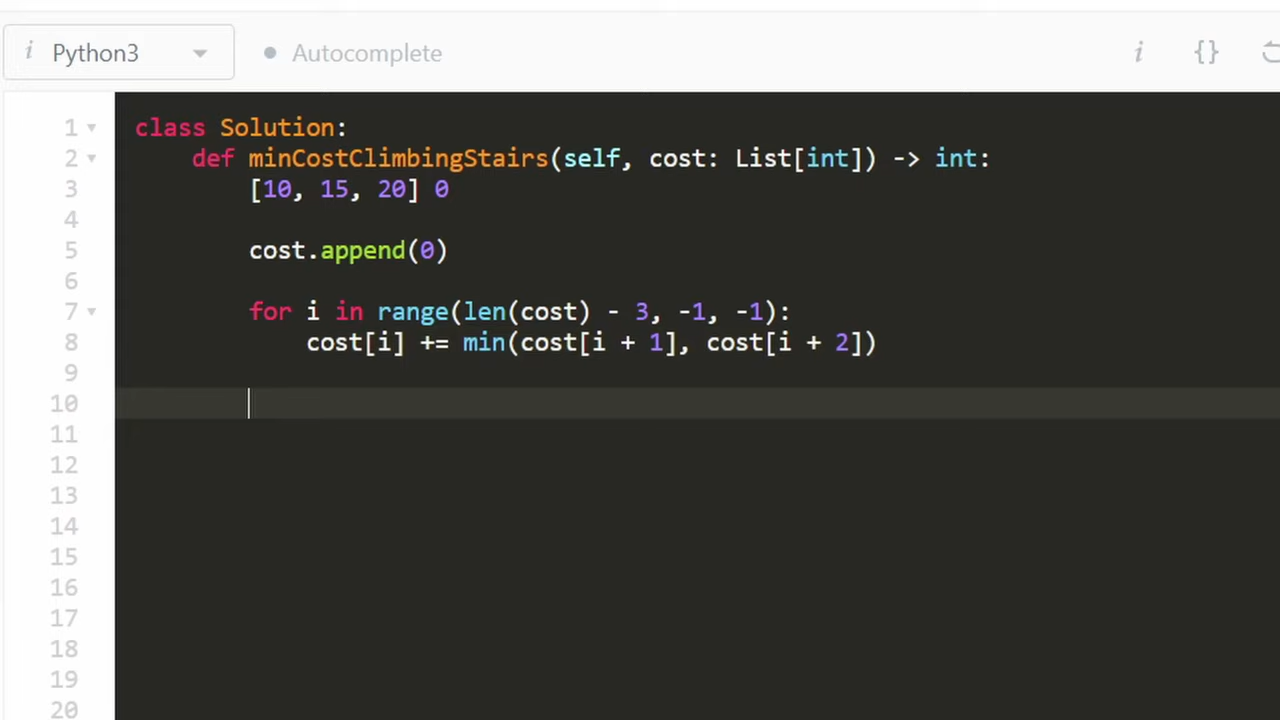 i Python3 Autocomplete i {}
1 class Solution:
2 def minCostClimbingStairs(self, cost: List[int]) -> int:
3 [10, 15, 20] 0
4
5 cost.append(0)
6
7 for i in range(len(cost) - 3, -1, -1):
8 cost[i] += min(cost[i + 1], cost[i + 2])
9
10
11
12
13
14
15
16
17
18
19
20